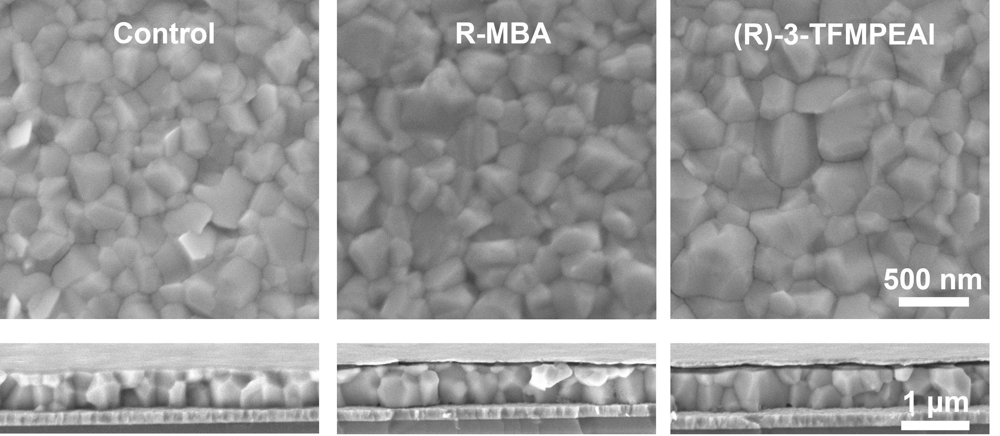 Control
R-MBA
(R)-3-TFMPEAI
500 nm
1 µm